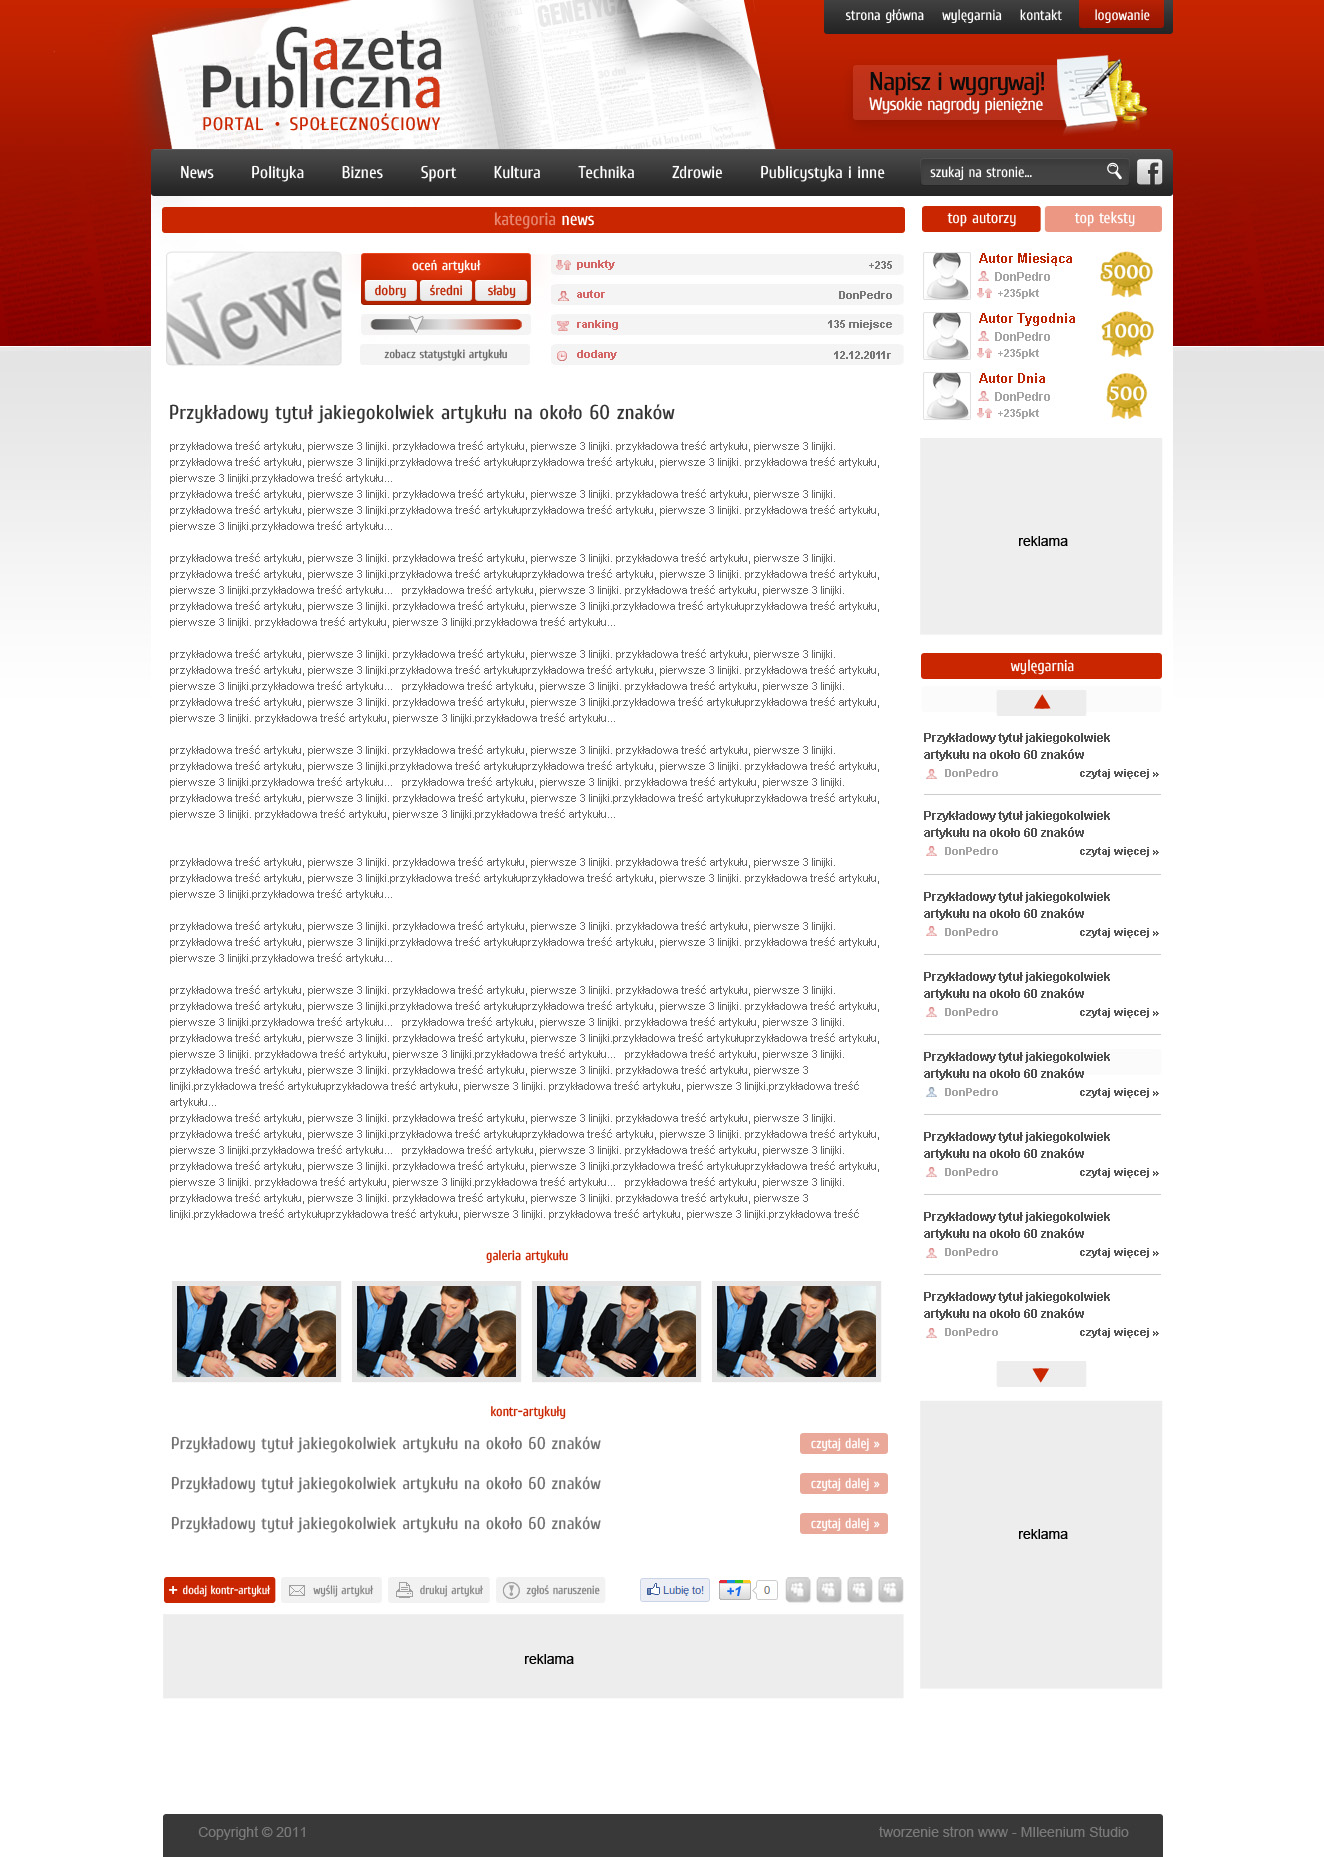 GENETYCZ
Gazeta
Publiczna
PORTAL • SPOŁECZNOŚCIOWY
strona główna wylęgarnia kontakt logowanie
Napisz i wygrywaj!
Wysokie nagrody pieniężne
News Polityka Biznes Sport Kultura Technika Zdrowie Publicystyka i inne szukaj na stronie...
kategoria news
News
oceń artykuł
dobry średni słaby
zobacz statystyki artykułu
punkty +235
autor DonPedro
ranking 135 miejsce
dodany 12.12.2011r
Przykładowy tytuł jakiegokolwiek artykułu na około 60 znaków
przykładowa treść artykułu, pierwsze 3 linijki. przykładowa treść artykułu, pierwsze 3 linijki. przykładowa treść artykułu, pierwsze 3 linijki.
przykładowa treść artykułu, pierwsze 3 linijki.przykładowa treść artykułuprzykładowa treść artykułu, pierwsze 3 linijki. przykładowa treść artykułu,
pierwsze 3 linijki.przykładowa treść artykułu...
przykładowa treść artykułu, pierwsze 3 linijki. przykładowa treść artykułu, pierwsze 3 linijki. przykładowa treść artykułu, pierwsze 3 linijki.
przykładowa treść artykułu, pierwsze 3 linijki.przykładowa treść artykułuprzykładowa treść artykułu, pierwsze 3 linijki. przykładowa treść artykułu,
pierwsze 3 linijki.przykładowa treść artykułu...
przykładowa treść artykułu, pierwsze 3 linijki. przykładowa treść artykułu, pierwsze 3 linijki. przykładowa treść artykułu, pierwsze 3 linijki.
przykładowa treść artykułu, pierwsze 3 linijki.przykładowa treść artykułuprzykładowa treść artykułu, pierwsze 3 linijki. przykładowa treść artykułu,
pierwsze 3 linijki.przykładowa treść artykułu... przykładowa treść artykułu, pierwsze 3 linijki. przykładowa treść artykułu, pierwsze 3 linijki.
przykładowa treść artykułu, pierwsze 3 linijki. przykładowa treść artykułu, pierwsze 3 linijki.przykładowa treść artykułuprzykładowa treść artykułu,
pierwsze 3 linijki. przykładowa treść artykułu, pierwsze 3 linijki.przykładowa treść artykułu...
przykładowa treść artykułu, pierwsze 3 linijki. przykładowa treść artykułu, pierwsze 3 linijki. przykładowa treść artykułu, pierwsze 3 linijki.
przykładowa treść artykułu, pierwsze 3 linijki.przykładowa treść artykułuprzykładowa treść artykułu, pierwsze 3 linijki. przykładowa treść artykułu,
pierwsze 3 linijki.przykładowa treść artykułu... przykładowa treść artykułu, pierwsze 3 linijki. przykładowa treść artykułu, pierwsze 3 linijki.
przykładowa treść artykułu, pierwsze 3 linijki. przykładowa treść artykułu, pierwsze 3 linijki.przykładowa treść artykułuprzykładowa treść artykułu,
pierwsze 3 linijki. przykładowa treść artykułu, pierwsze 3 linijki.przykładowa treść artykułu...
przykładowa treść artykułu, pierwsze 3 linijki. przykładowa treść artykułu, pierwsze 3 linijki. przykładowa treść artykułu, pierwsze 3 linijki.
przykładowa treść artykułu, pierwsze 3 linijki.przykładowa treść artykułuprzykładowa treść artykułu, pierwsze 3 linijki. przykładowa treść artykułu,
pierwsze 3 linijki.przykładowa treść artykułu... przykładowa treść artykułu, pierwsze 3 linijki. przykładowa treść artykułu, pierwsze 3 linijki.
przykładowa treść artykułu, pierwsze 3 linijki. przykładowa treść artykułu, pierwsze 3 linijki.przykładowa treść artykułuprzykładowa treść artykułu,
pierwsze 3 linijki. przykładowa treść artykułu, pierwsze 3 linijki.przykładowa treść artykułu...
przykładowa treść artykułu, pierwsze 3 linijki. przykładowa treść artykułu, pierwsze 3 linijki. przykładowa treść artykułu, pierwsze 3 linijki.
przykładowa treść artykułu, pierwsze 3 linijki.przykładowa treść artykułuprzykładowa treść artykułu, pierwsze 3 linijki. przykładowa treść artykułu,
pierwsze 3 linijki.przykładowa treść artykułu...
przykładowa treść artykułu, pierwsze 3 linijki. przykładowa treść artykułu, pierwsze 3 linijki. przykładowa treść artykułu, pierwsze 3 linijki.
przykładowa treść artykułu, pierwsze 3 linijki.przykładowa treść artykułuprzykładowa treść artykułu, pierwsze 3 linijki. przykładowa treść artykułu,
pierwsze 3 linijki.przykładowa treść artykułu...
przykładowa treść artykułu, pierwsze 3 linijki. przykładowa treść artykułu, pierwsze 3 linijki. przykładowa treść artykułu, pierwsze 3 linijki.
przykładowa treść artykułu, pierwsze 3 linijki.przykładowa treść artykułuprzykładowa treść artykułu, pierwsze 3 linijki. przykładowa treść artykułu,
pierwsze 3 linijki.przykładowa treść artykułu... przykładowa treść artykułu, pierwsze 3 linijki. przykładowa treść artykułu, pierwsze 3 linijki.
przykładowa treść artykułu, pierwsze 3 linijki. przykładowa treść artykułu, pierwsze 3 linijki.przykładowa treść artykułuprzykładowa treść artykułu,
pierwsze 3 linijki. przykładowa treść artykułu, pierwsze 3 linijki.przykładowa treść artykułu... przykładowa treść artykułu, pierwsze 3 linijki.
przykładowa treść artykułu, pierwsze 3 linijki. przykładowa treść artykułu, pierwsze 3 linijki. przykładowa treść artykułu, pierwsze 3
linijki.przykładowa treść artykułuprzykładowa treść artykułu, pierwsze 3 linijki. przykładowa treść artykułu, pierwsze 3 linijki.przykładowa treść
artykułu...
przykładowa treść artykułu, pierwsze 3 linijki. przykładowa treść artykułu, pierwsze 3 linijki. przykładowa treść artykułu, pierwsze 3 linijki.
przykładowa treść artykułu, pierwsze 3 linijki.przykładowa treść artykułuprzykładowa treść artykułu, pierwsze 3 linijki. przykładowa treść artykułu,
pierwsze 3 linijki.przykładowa treść artykułu... przykładowa treść artykułu, pierwsze 3 linijki. przykładowa treść artykułu, pierwsze 3 linijki.
przykładowa treść artykułu, pierwsze 3 linijki. przykładowa treść artykułu, pierwsze 3 linijki.przykładowa treść artykułuprzykładowa treść artykułu,
pierwsze 3 linijki. przykładowa treść artykułu, pierwsze 3 linijki.przykładowa treść artykułu... przykładowa treść artykułu, pierwsze 3 linijki.
przykładowa treść artykułu, pierwsze 3 linijki. przykładowa treść artykułu, pierwsze 3 linijki. przykładowa treść artykułu, pierwsze 3
linijki.przykładowa treść artykułuprzykładowa treść artykułu, pierwsze 3 linijki. przykładowa treść artykułu, pierwsze 3 linijki.przykładowa treść
galeria artykułu
kontr-artykuły
Przykładowy tytuł jakiegokolwiek artykułu na około 60 znaków czytaj dalej »
Przykładowy tytuł jakiegokolwiek artykułu na około 60 znaków czytaj dalej »
Przykładowy tytuł jakiegokolwiek artykułu na około 60 znaków czytaj dalej »
+ dodaj kontr-artykuł wyślij artykuł drukuj artykuł zgłoś naruszenie Lubię to! +1 0
reklama
top autorzy top teksty
Autor Miesiąca
DonPedro
+235pkt
5000
Autor Tygodnia
DonPedro
+235pkt
1000
Autor Dnia
DonPedro
+235pkt
500
reklama
wylęgarnia
Przykładowy tytuł jakiegokolwiek
artykułu na około 60 znaków
DonPedro czytaj więcej »
Przykładowy tytuł jakiegokolwiek
artykułu na około 60 znaków
DonPedro czytaj więcej »
Przykładowy tytuł jakiegokolwiek
artykułu na około 60 znaków
DonPedro czytaj więcej »
Przykładowy tytuł jakiegokolwiek
artykułu na około 60 znaków
DonPedro czytaj więcej »
Przykładowy tytuł jakiegokolwiek
artykułu na około 60 znaków
DonPedro czytaj więcej »
Przykładowy tytuł jakiegokolwiek
artykułu na około 60 znaków
DonPedro czytaj więcej »
Przykładowy tytuł jakiegokolwiek
artykułu na około 60 znaków
DonPedro czytaj więcej »
Przykładowy tytuł jakiegokolwiek
artykułu na około 60 znaków
DonPedro czytaj więcej »
reklama
Copyright © 2011 tworzenie stron www - MIleenium Studio